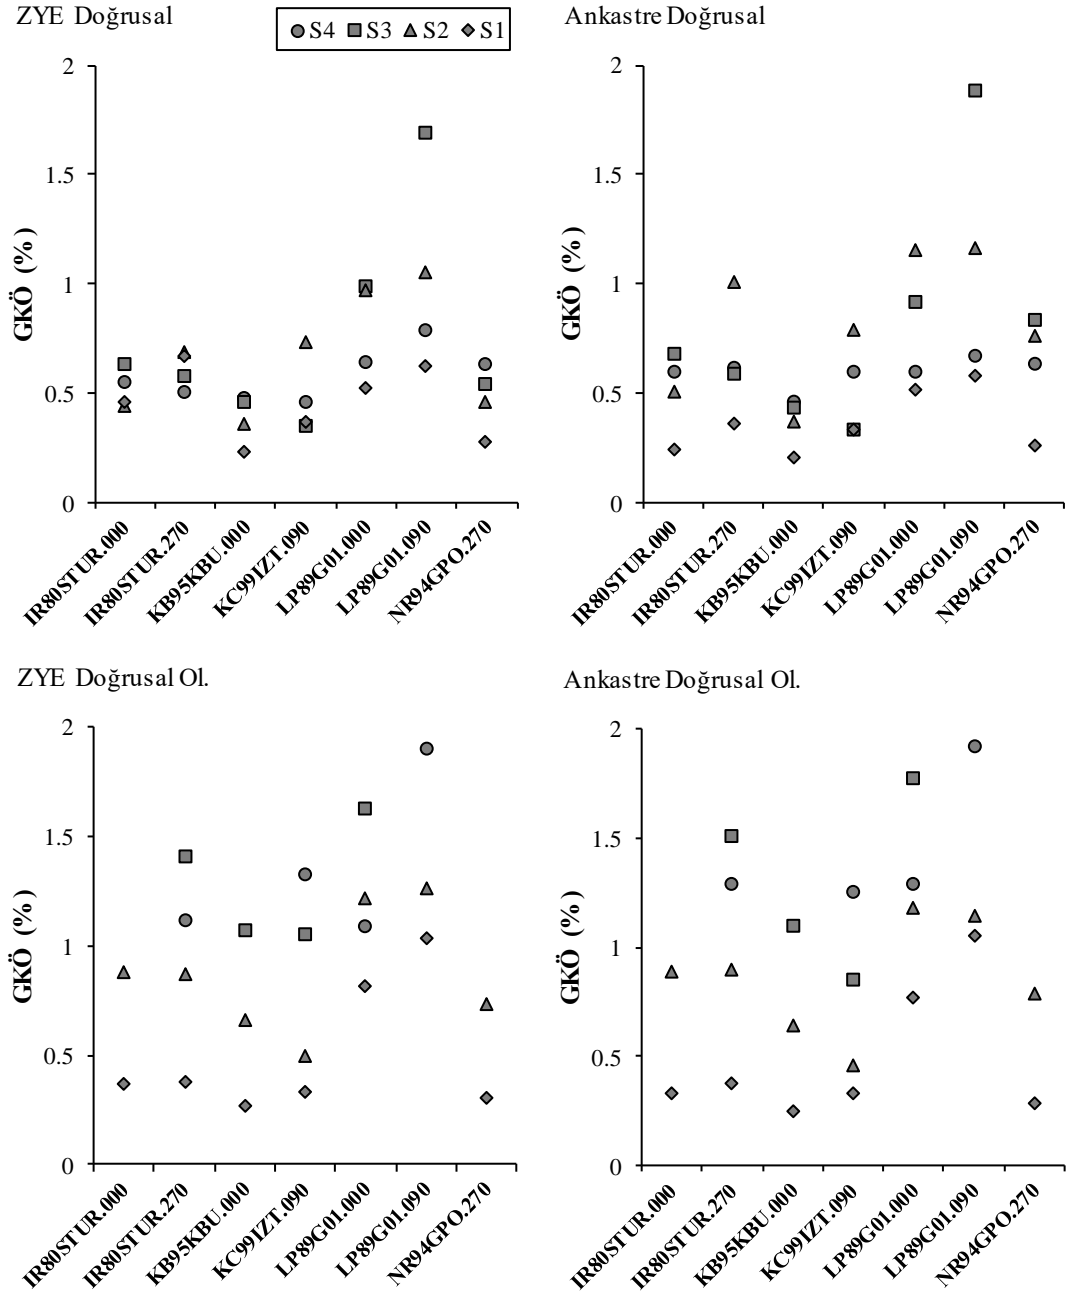 ZYE Doğrusal
S4 S3 S2 S1
Ankastre Doğrusal
2
1.5
1
0.5
0
GKÖ (%)
IR80STUR.000
IR80STUR.270
KB95KBU.000
KC99IZT.090
LP89G01.000
LP89G01.090
NR94GPO.270
2
1.5
1
0.5
0
GKÖ (%)
IR80STUR.000
IR80STUR.270
KB95KBU.000
KC99IZT.090
LP89G01.000
LP89G01.090
NR94GPO.270
ZYE Doğrusal Ol.
2
1.5
1
0.5
0
GKÖ (%)
IR80STUR.000
IR80STUR.270
KB95KBU.000
KC99IZT.090
LP89G01.000
LP89G01.090
NR94GPO.270
Ankastre Doğrusal Ol.
2
1.5
1
0.5
0
GKÖ (%)
IR80STUR.000
IR80STUR.270
KB95KBU.000
KC99IZT.090
LP89G01.000
LP89G01.090
NR94GPO.270